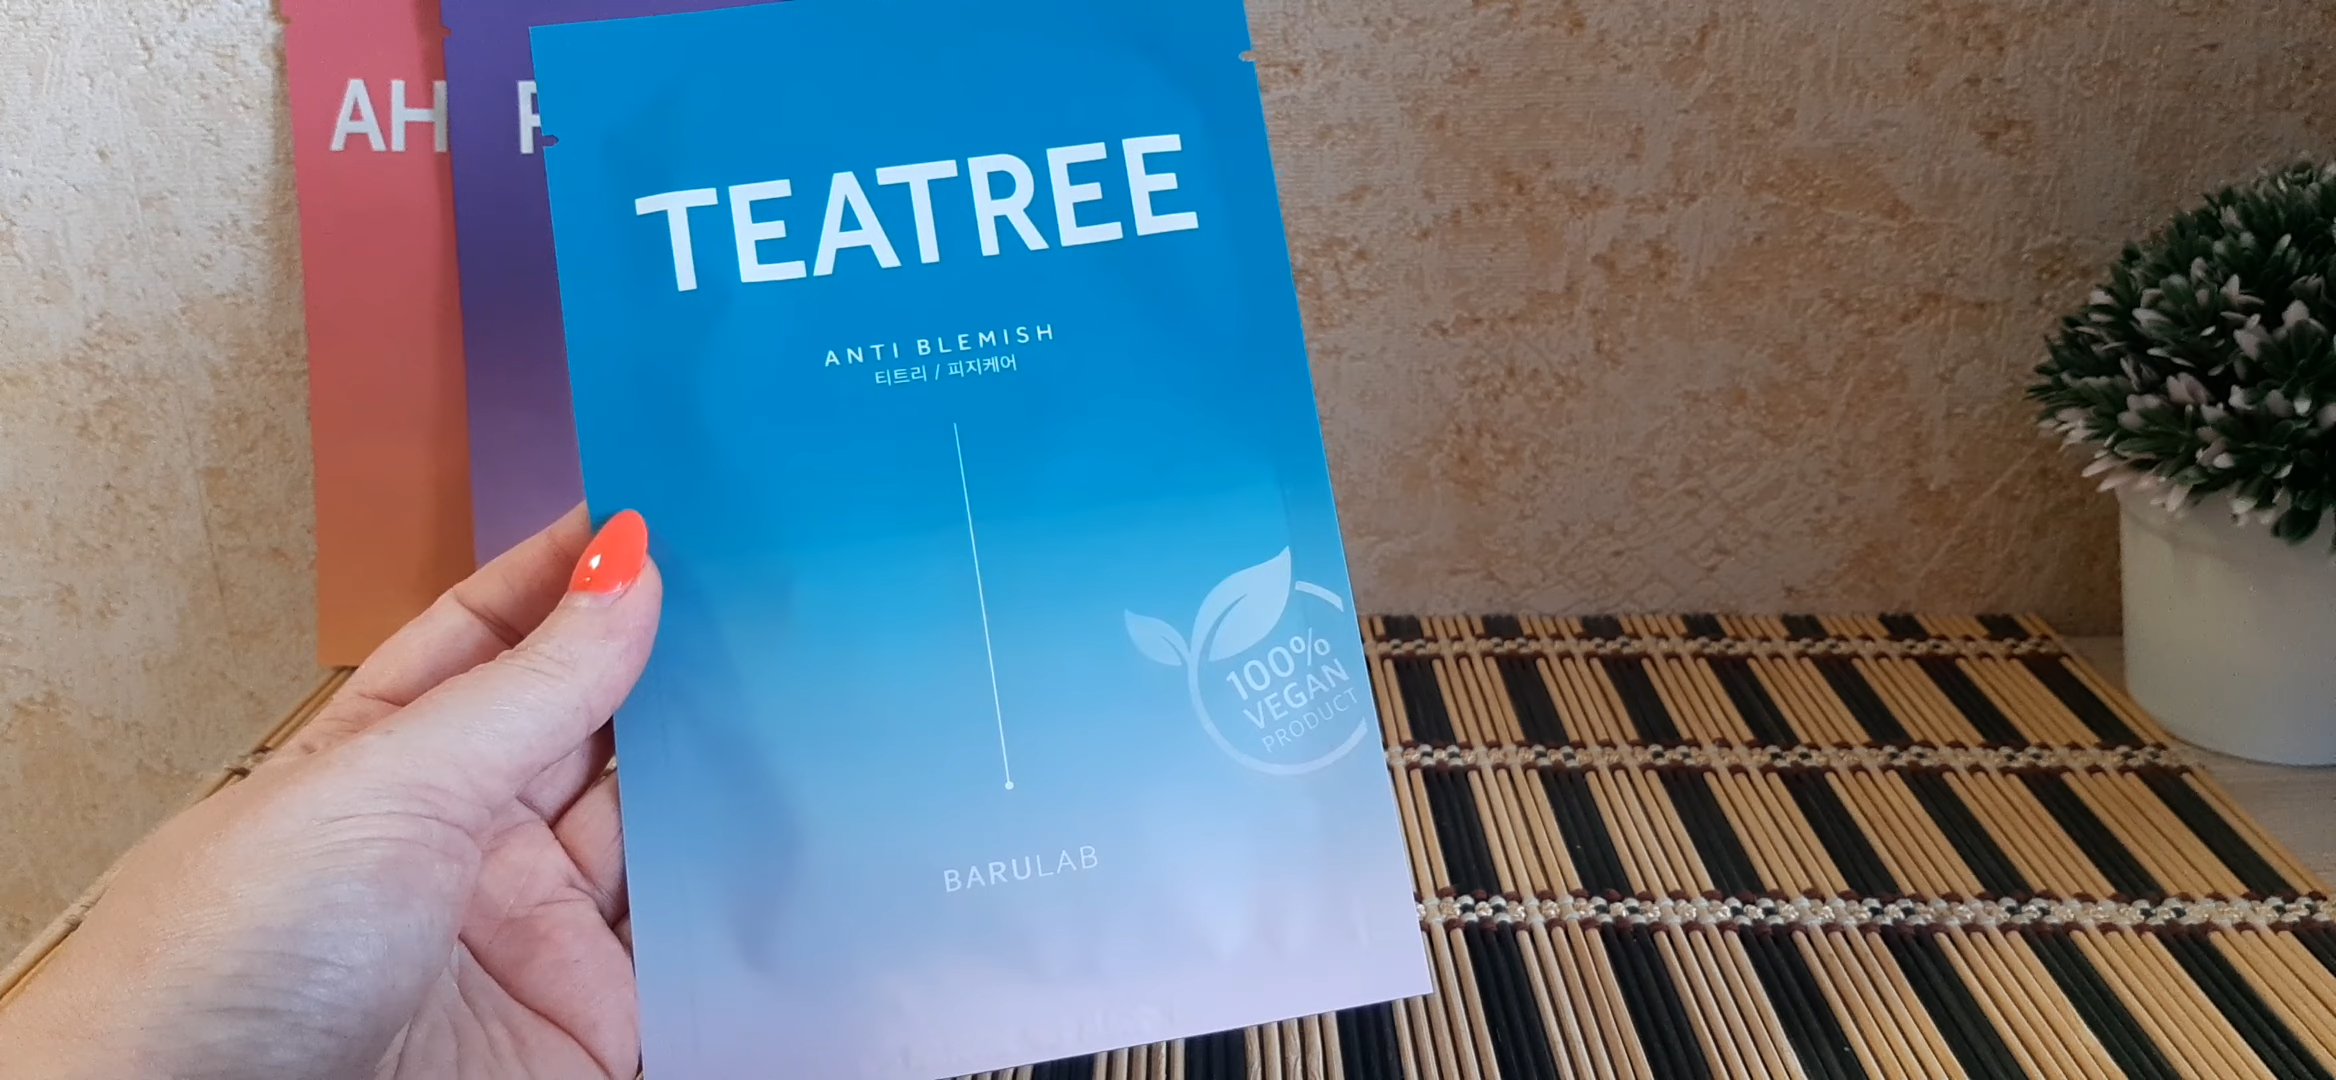 TEATREE
ANTI BLEMISH
티트리 / 피지케어
100%
VEGAN
PRODUCT
BARULAB
AH